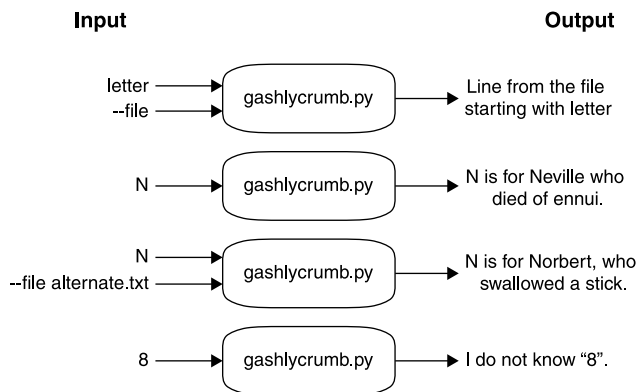 Input
Output
letter
--file
gashlycrumb.py
Line from the file
starting with letter
N
gashlycrumb.py
N is for Neville who
died of ennui.
N
--file alternate.txt
gashlycrumb.py
N is for Norbert, who
swallowed a stick.
8
gashlycrumb.py
I do not know “8”.